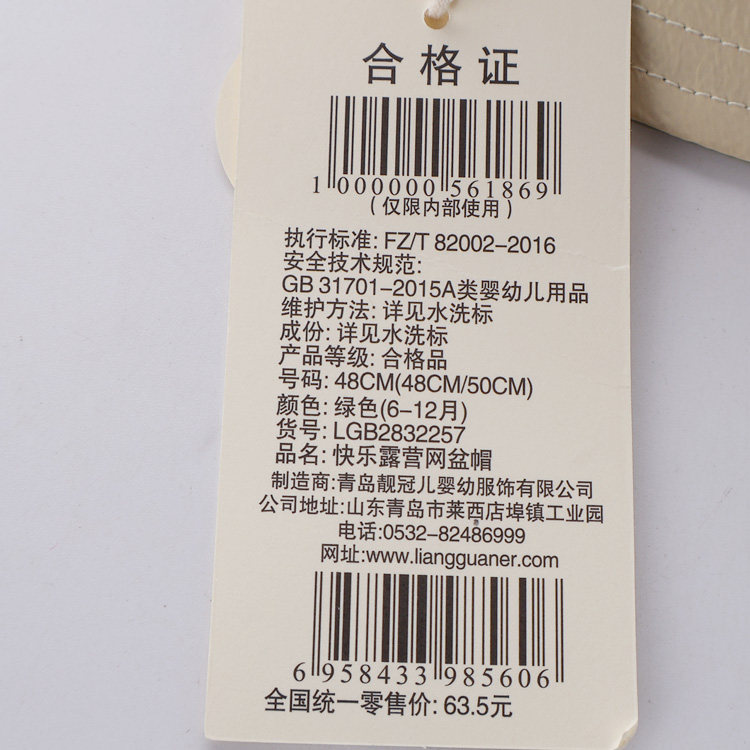 合格证
1 000000 561869
(仅限内部使用)
执行标准: FZ/T 82002-2016
安全技术规范:
GB 31701-2015A类婴幼儿用品
维护方法: 详见水洗标
成份: 详见水洗标
产品等级: 合格品
号码: 48CM(48CM/50CM)
颜色: 绿色(6-12月)
货号: LGB2832257
品名: 快乐露营网盆帽
制造商:青岛靓冠儿婴幼服饰有限公司
公司地址:山东青岛市莱西店埠镇工业园
电话:0532-82486999
网址:www.liangguaner.com
6 958433 985606
全国统一零售价: 63.5元